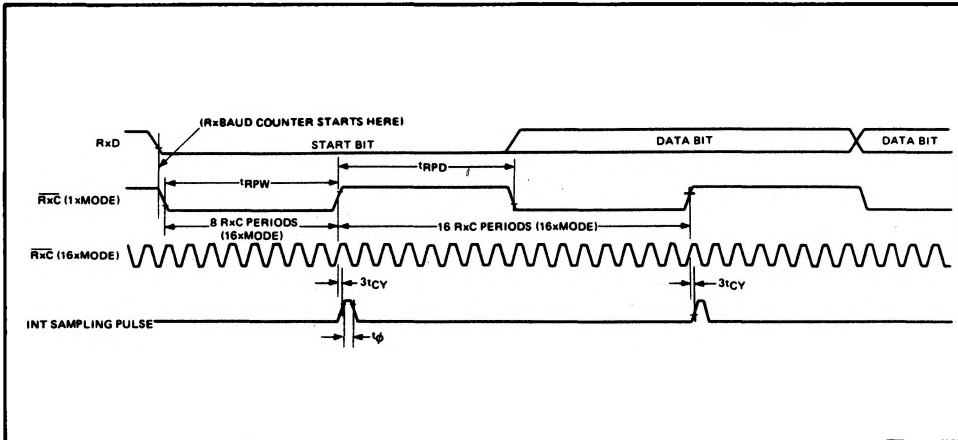 (RxBAUD COUNTER STARTS HERE)
RxD
START BIT
DATA BIT
DATA BIT
tRPD
tRPW
RxC (1xMODE)
8 RxC PERIODS
(16xMODE)
16 RxC PERIODS (16xMODE)
RxC (16xMODE)
3tCY
3tCY
INT SAMPLING PULSE
tφ